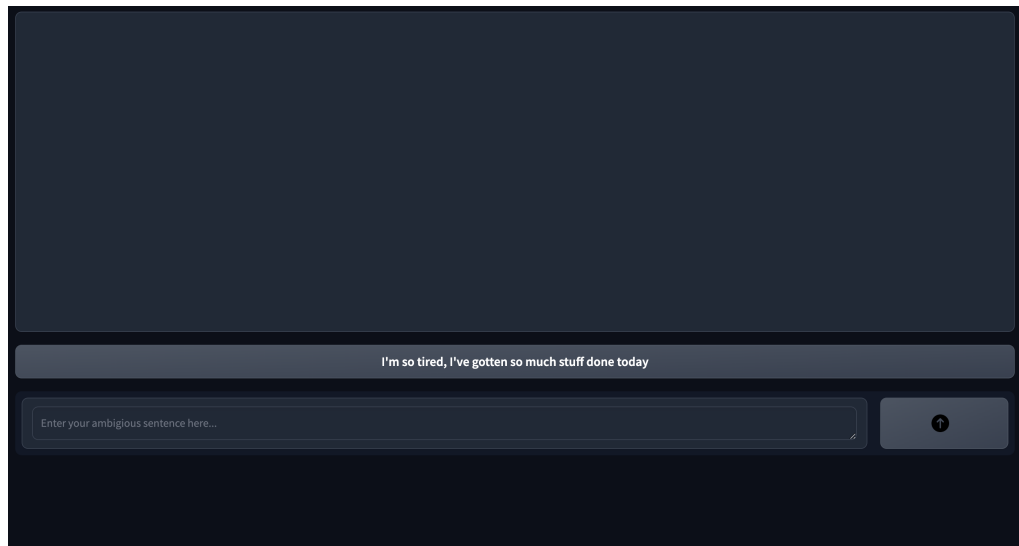 I'm so tired, I've gotten so much stuff done today
Enter your ambigious sentence here...